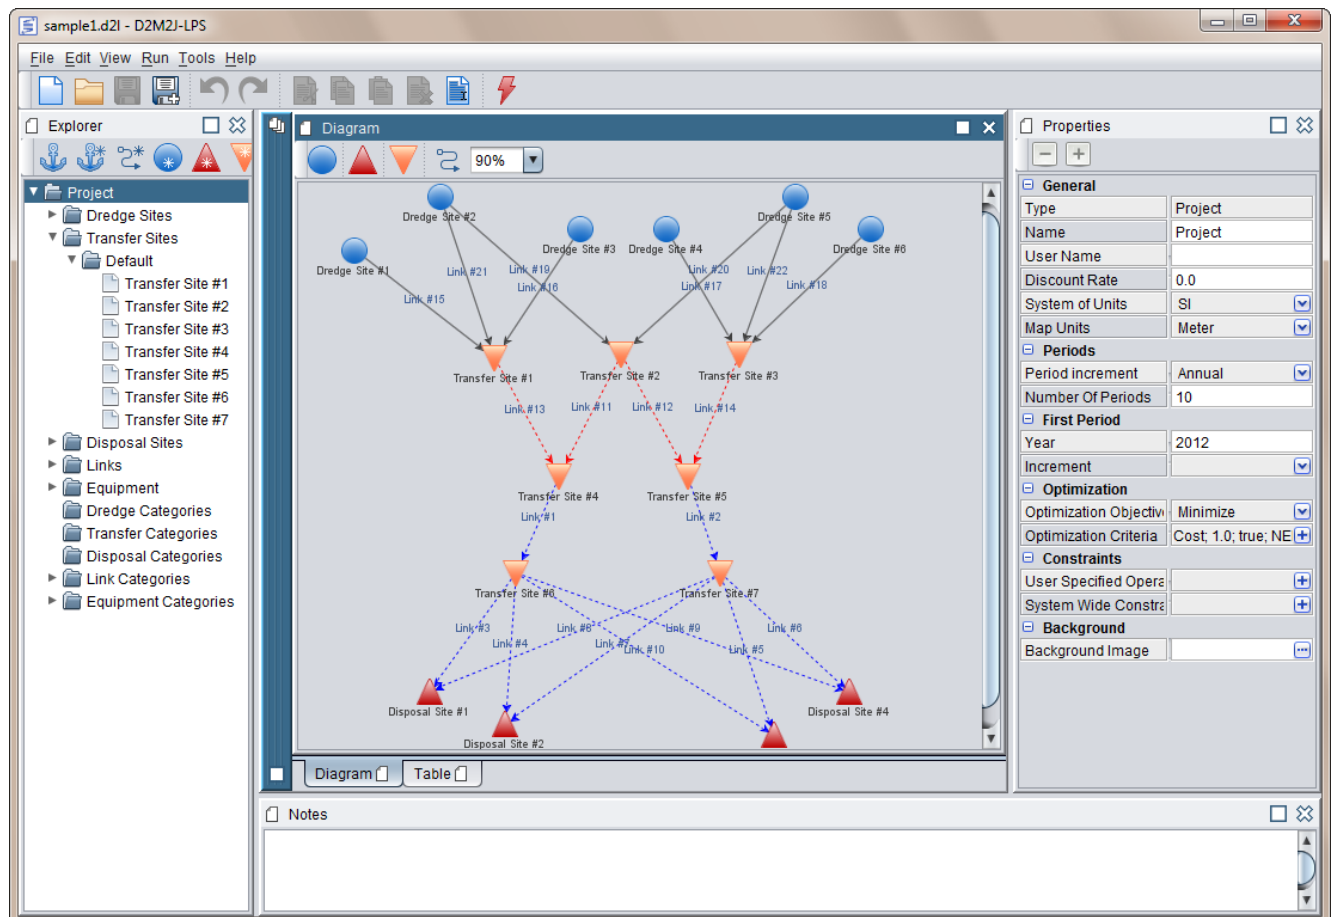 sample1.d2l - D2M2J-LPS
File Edit View Run Tools Help
Explorer
Project
Dredge Sites
Transfer Sites
Default
Transfer Site #1
Transfer Site #2
Transfer Site #3
Transfer Site #4
Transfer Site #5
Transfer Site #6
Transfer Site #7
Disposal Sites
Links
Equipment
Dredge Categories
Transfer Categories
Disposal Categories
Link Categories
Equipment Categories
Diagram
90%
Dredge Site #2
Dredge Site #5
Dredge Site #3
Dredge Site #4
Dredge Site #6
Dredge Site #1
Link #21
Link #19
Link #20
Link #22
Link #16
Link #17
Link #18
Link #15
Transfer Site #1
Transfer Site #2
Transfer Site #3
Link #13
Link #11
Link #12
Link #14
Transfer Site #4
Transfer Site #5
Link #1
Link #2
Transfer Site #6
Transfer Site #7
Link #3
Link #8
Link #9
Link #6
Link #4
Link #7
Link #10
Link #5
Disposal Site #1
Disposal Site #4
Disposal Site #2
Diagram
Table
Properties
General
Type Project
Name Project
User Name
Discount Rate 0.0
System of Units SI
Map Units Meter
Periods
Period increment Annual
Number Of Periods 10
First Period
Year 2012
Increment
Optimization
Optimization Objectiv Minimize
Optimization Criteria Cost; 1.0; true; NE
Constraints
User Specified Opera
System Wide Constra
Background
Background Image
Notes